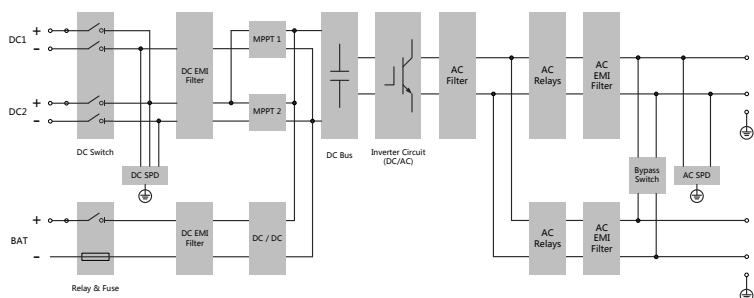 DC1
+
−
DC2
+
−
DC Switch
DC SPD
DC EMI
Filter
MPPT 1
MPPT 2
DC Bus
Inverter Circuit
(DC/AC)
AC
Filter
AC
Relays
AC
EMI
Filter
Bypass
Switch
AC SPD
BAT
+
−
Relay & Fuse
DC EMI
Filter
DC / DC
AC
Relays
AC
EMI
Filter